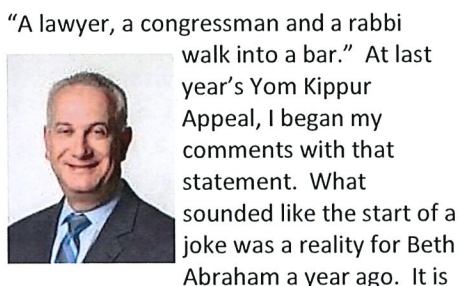 “A lawyer, a congressman and a rabbi
walk into a bar.”  At last
year’s Yom Kippur
Appeal, I began my
comments with that
statement.  What
sounded like the start of a
joke was a reality for Beth
Abraham a year ago.  It is